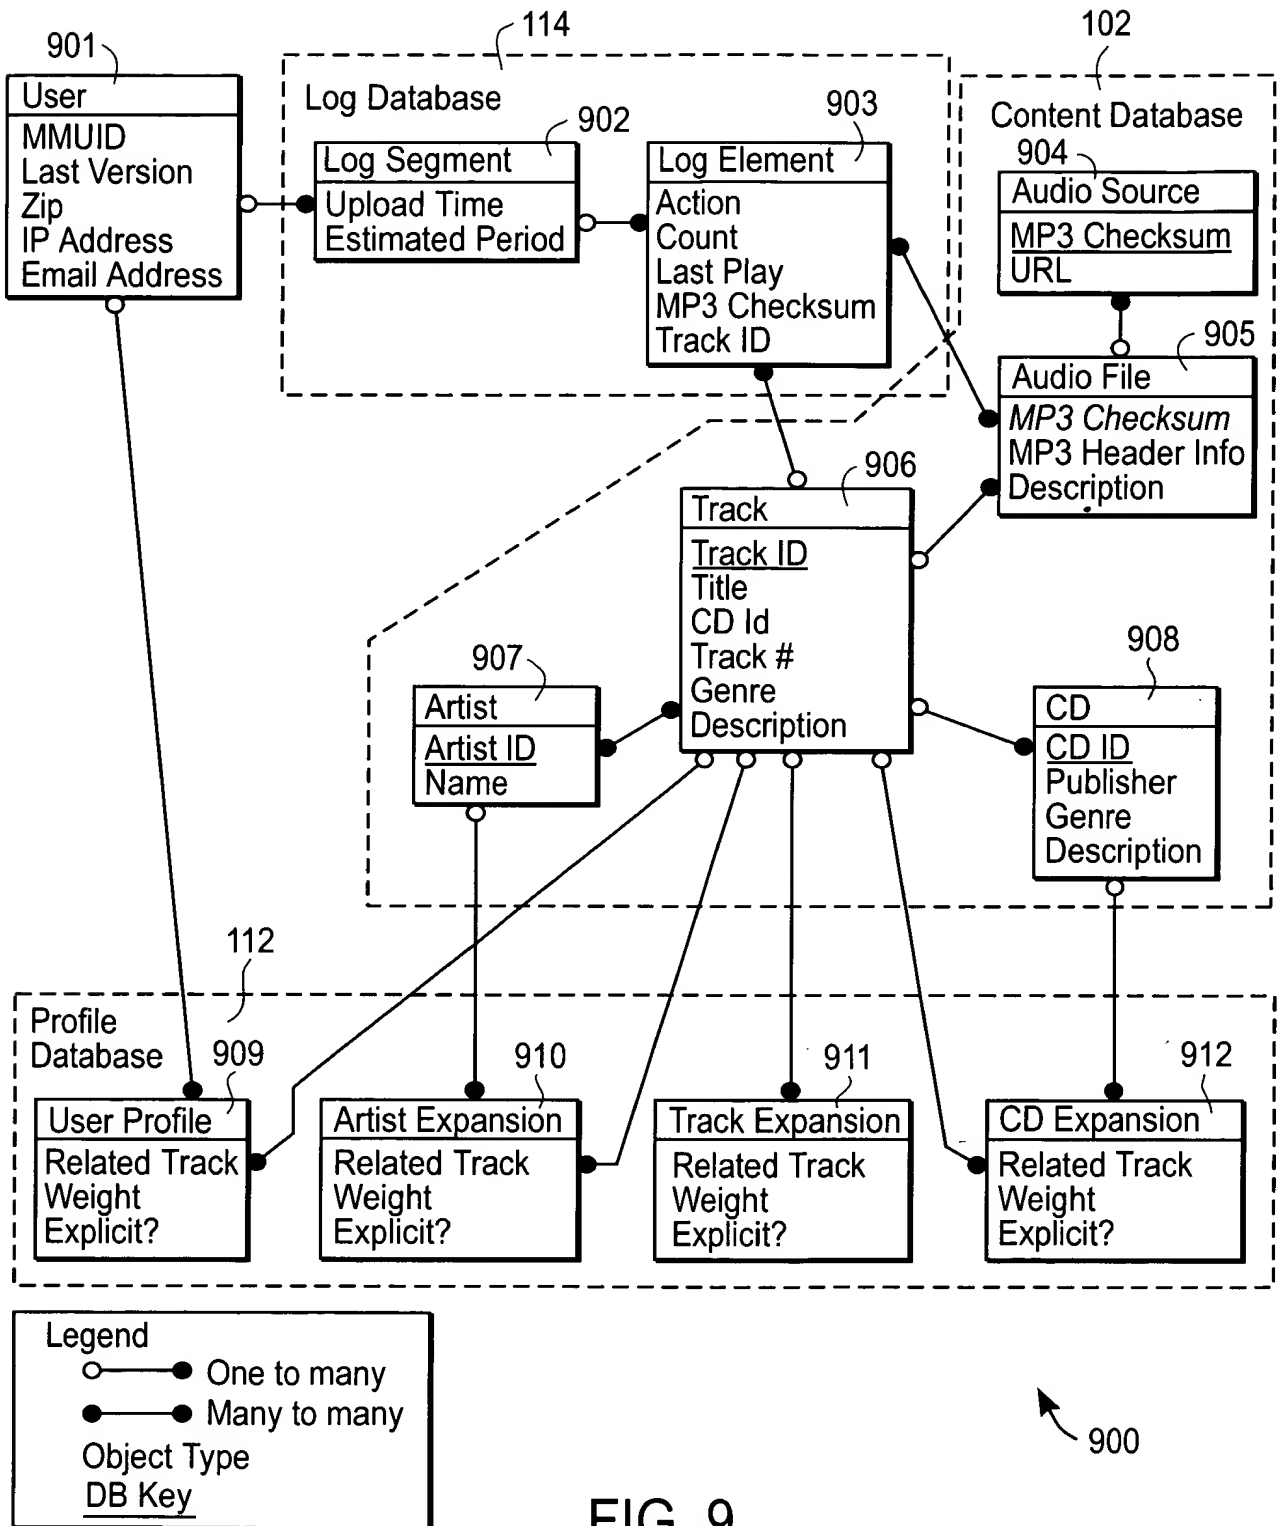 114
102
901
User
MMUID
Last Version
Zip
IP Address
Email Address
Log Database
902
Log Segment
Upload Time
Estimated Period
903
Log Element
Action
Count
Last Play
MP3 Checksum
Track ID
Content Database
904
Audio Source
MP3 Checksum
URL
905
Audio File
MP3 Checksum
MP3 Header Info
Description
906
Track
Track ID
Title
CD Id
Track #
Genre
Description
907
Artist
Artist ID
Name
908
CD
CD ID
Publisher
Genre
Description
112
Profile
Database
909
User Profile
Related Track
Weight
Explicit?
910
Artist Expansion
Related Track
Weight
Explicit?
911
Track Expansion
Related Track
Weight
Explicit?
912
CD Expansion
Related Track
Weight
Explicit?
Legend
One to many
Many to many
Object Type
DB Key
900
FIG. 9